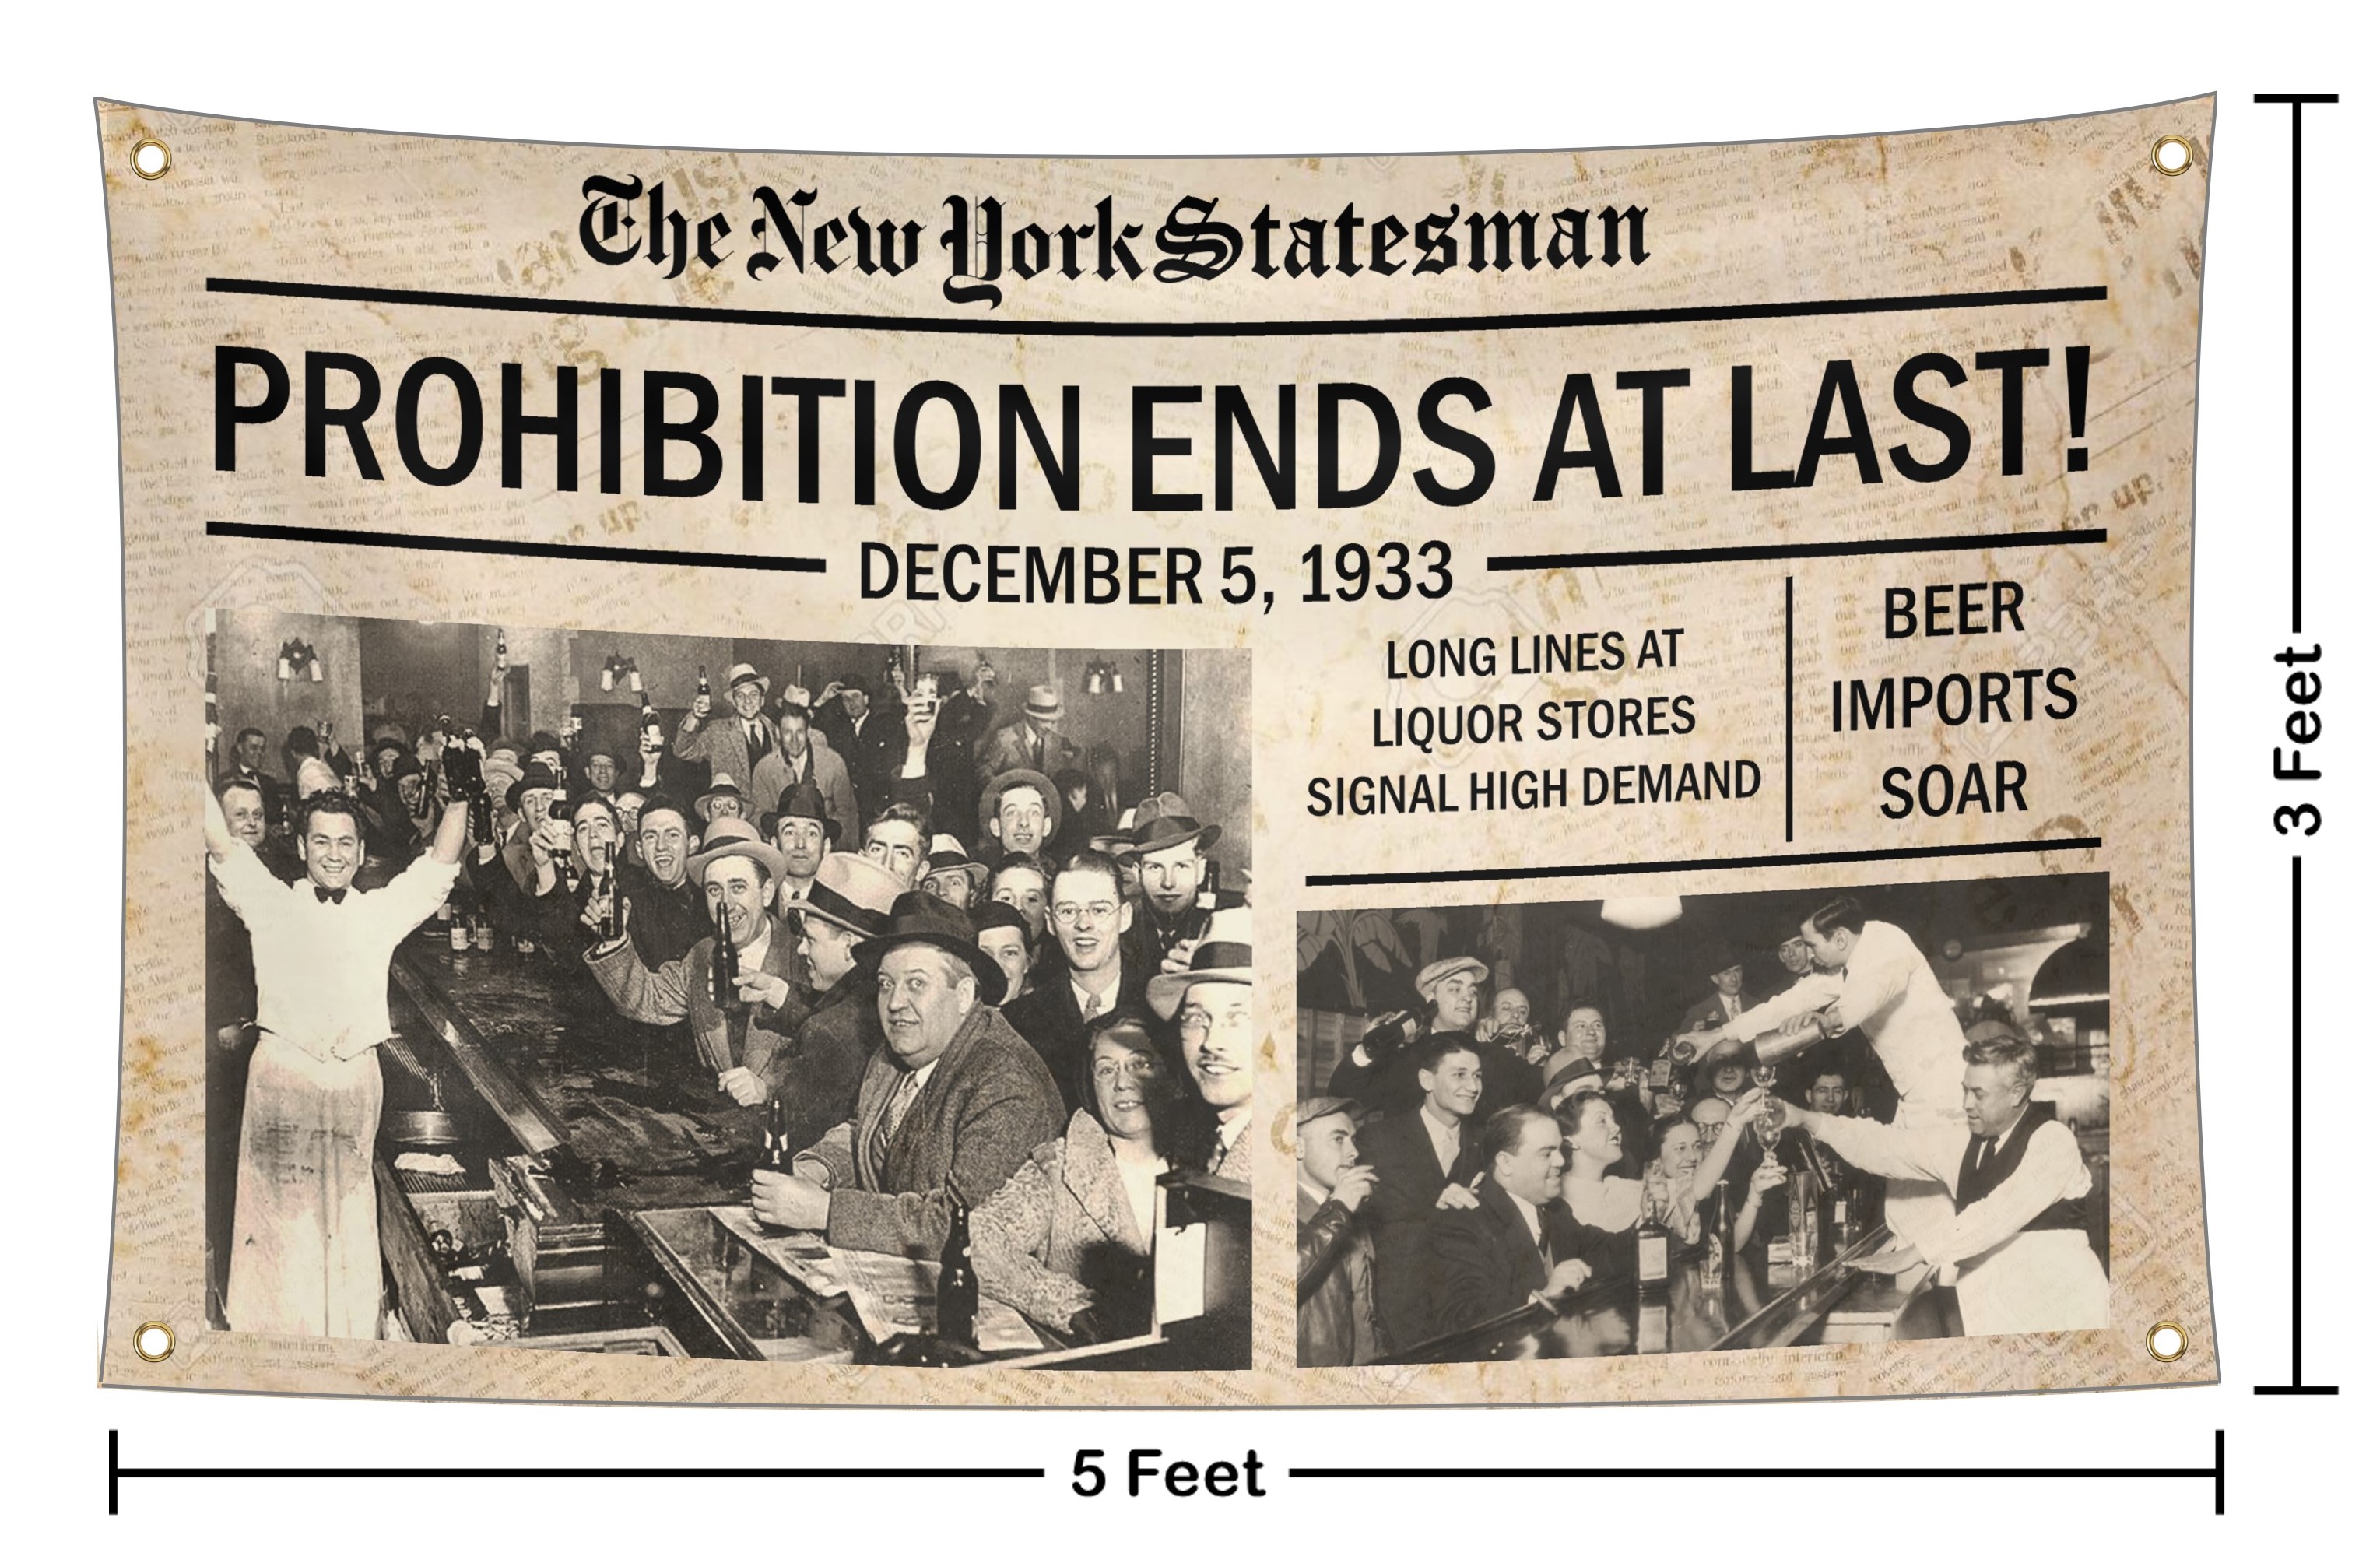 The New York Statesman
PROHIBITION ENDS AT LAST!
DECEMBER 5, 1933
LONG LINES AT
LIQUOR STORES
SIGNAL HIGH DEMAND
BEER
IMPORTS
SOAR
3 Feet
5 Feet